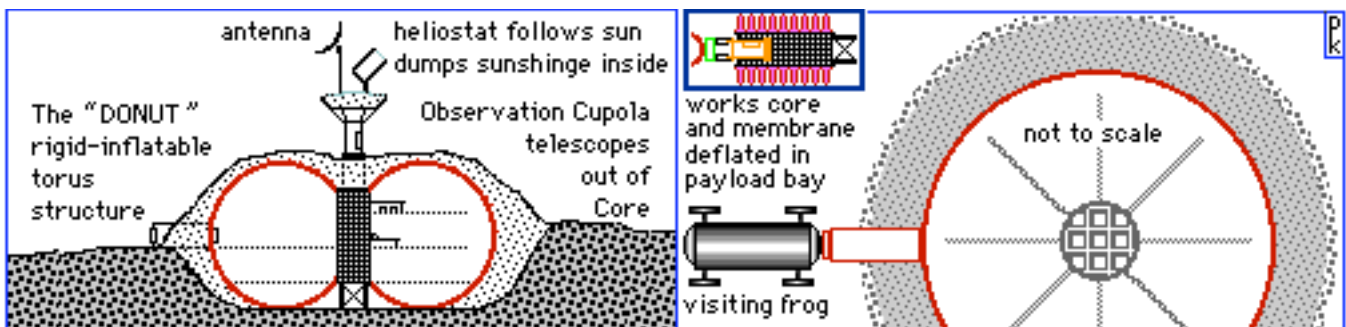 antenna
heliostat follows sun
dumps sunshinge inside
The "DONUT"
rigid-inflatable
torus
structure
Observation Cupola
telescopes
out of
Core
works core
and membrane
deflated in
payload bay
visiting frog
not to scale
pk